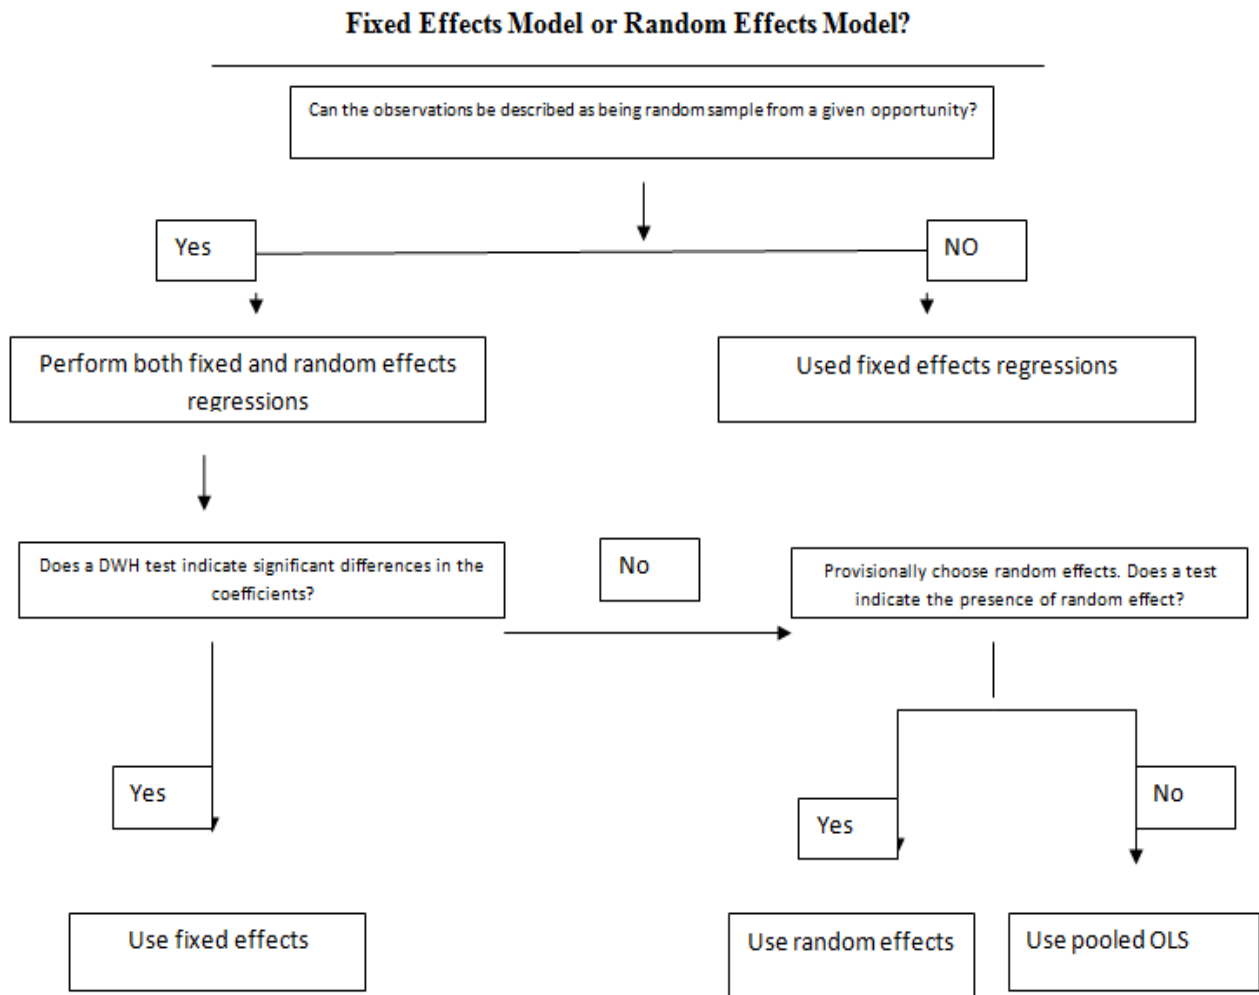 Fixed Effects Model or Random Effects Model?
Can the observations be described as being random sample from a given opportunity?
Yes
NO
Perform both fixed and random effects
regressions
Used fixed effects regressions
Does a DWH test indicate significant differences in the
coefficients?
No
Provisionally choose random effects. Does a test
indicate the presence of random effect?
Yes
Yes
No
Use fixed effects
Use random effects
Use pooled OLS